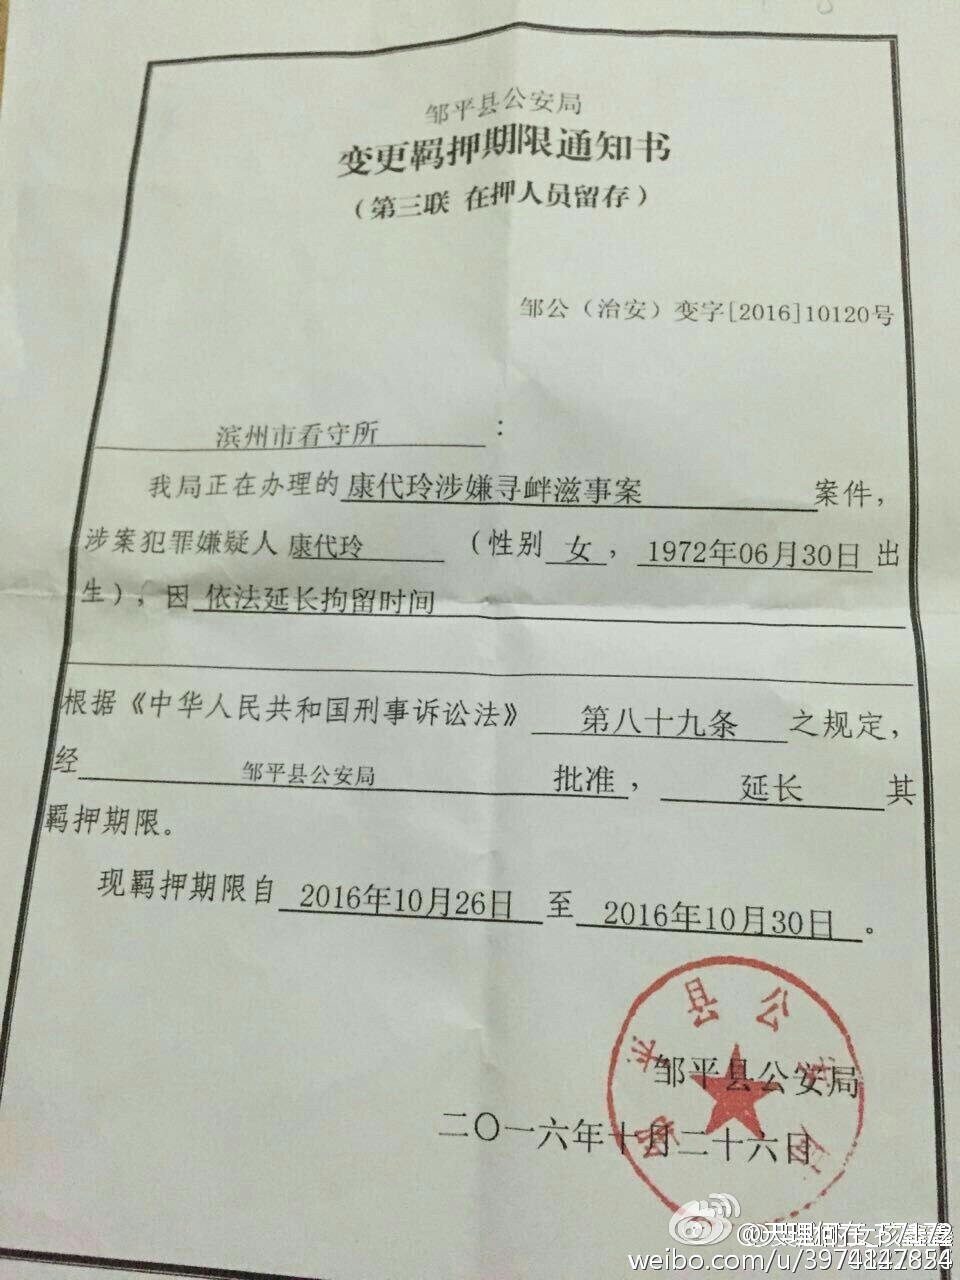 邹平县公安局
变更羁押期限通知书
（第三联 在押人员留存）
邹公（治安）变字[2016]10120号
滨州市看守所：
我局正在办理的 康代玲涉嫌寻衅滋事案 案件，
涉案犯罪嫌疑人 康代玲 （性别 女，1972年06月30日 出
生），因 依法延长拘留时间
根据《中华人民共和国刑事诉讼法》 第八十九条 之规定，
经 邹平县公安局 批准， 延长 其
羁押期限。
现羁押期限自 2016年10月26日 至 2016年10月30日。
邹平县公安局
二〇一六年十月二十六日